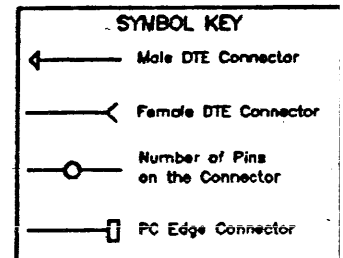 SYMBOL KEY
Male DTE Connector
Female DTE Connector
Number of Pins
on the Connector
PC Edge Connector